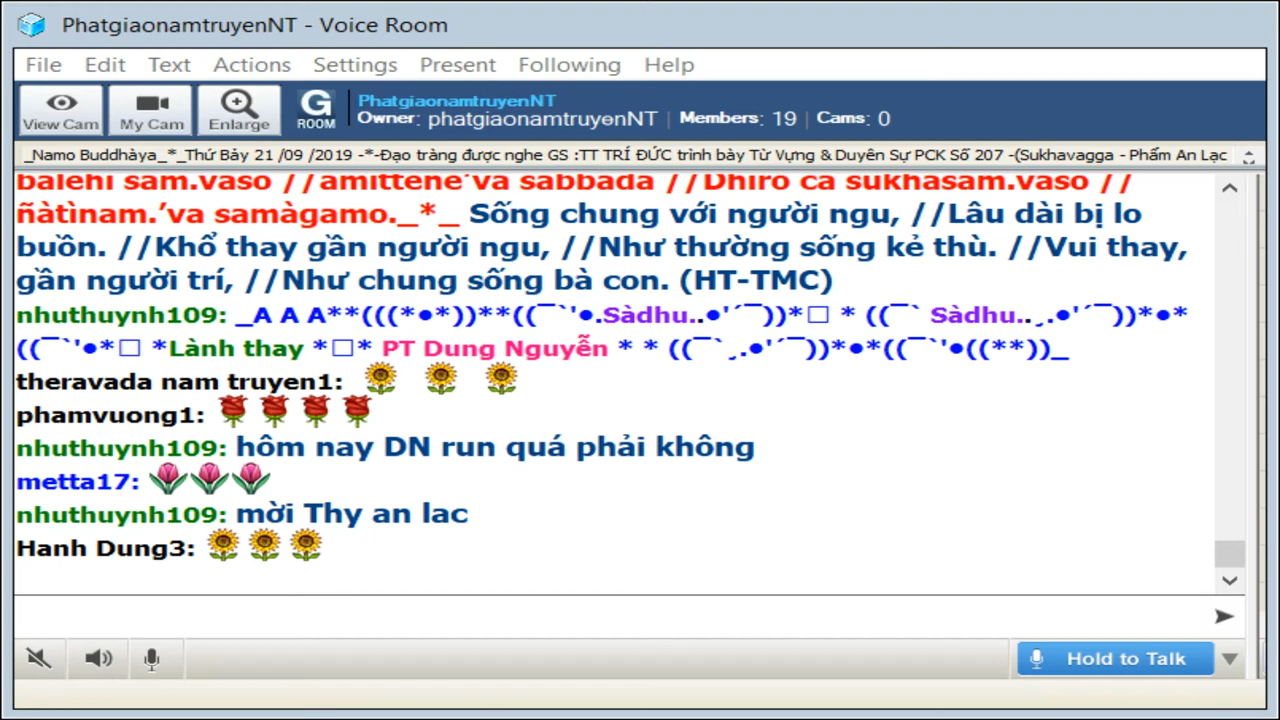 PhatgiaonamtruyenNT - Voice Room
File Edit Text Actions Settings Present Following Help
View Cam My Cam Enlarge G ROOM
PhatgiaonamtruyenNT
Owner: phatgiaonamtruyenNT | Members: 19 | Cams: 0
_Namo Buddhàya_*_Thứ Bảy 21 /09 /2019 -*-Đạo tràng được nghe GS :TT TRÍ ĐỨC trình bày Từ Vựng & Duyên Sự PCK Số 207 -(Sukhavagga - Phẩm An Lạc
balehi sam.vaso //amittene'va sabbadà //Dhìro ca sukhasam.vaso //
ñàtìnam.'va samàgamo._*_ Sống chung với người ngu, //Lâu dài bị lo
buồn. //Khổ thay gần người ngu, //Như thường sống kẻ thù. //Vui thay,
gần người trí, //Như chung sống bà con. (HT-TMC)
nhuthuynh109: _A A A**(((*●*))**((¯`'●.Sàdhu..●'´¯))*□ * ((¯` Sàdhu..¸.●'´¯))*●*
((¯`'●*□ *Lành thay *□* PT Dung Nguyễn * * ((¯`¸.●'´¯))*●*((¯`'●((**))_
theravada nam truyen1:
phamvuong1:
nhuthuynh109: hôm nay DN run quá phải không
metta17:
nhuthuynh109: mời Thy an lac
Hanh Dung3:
Hold to Talk